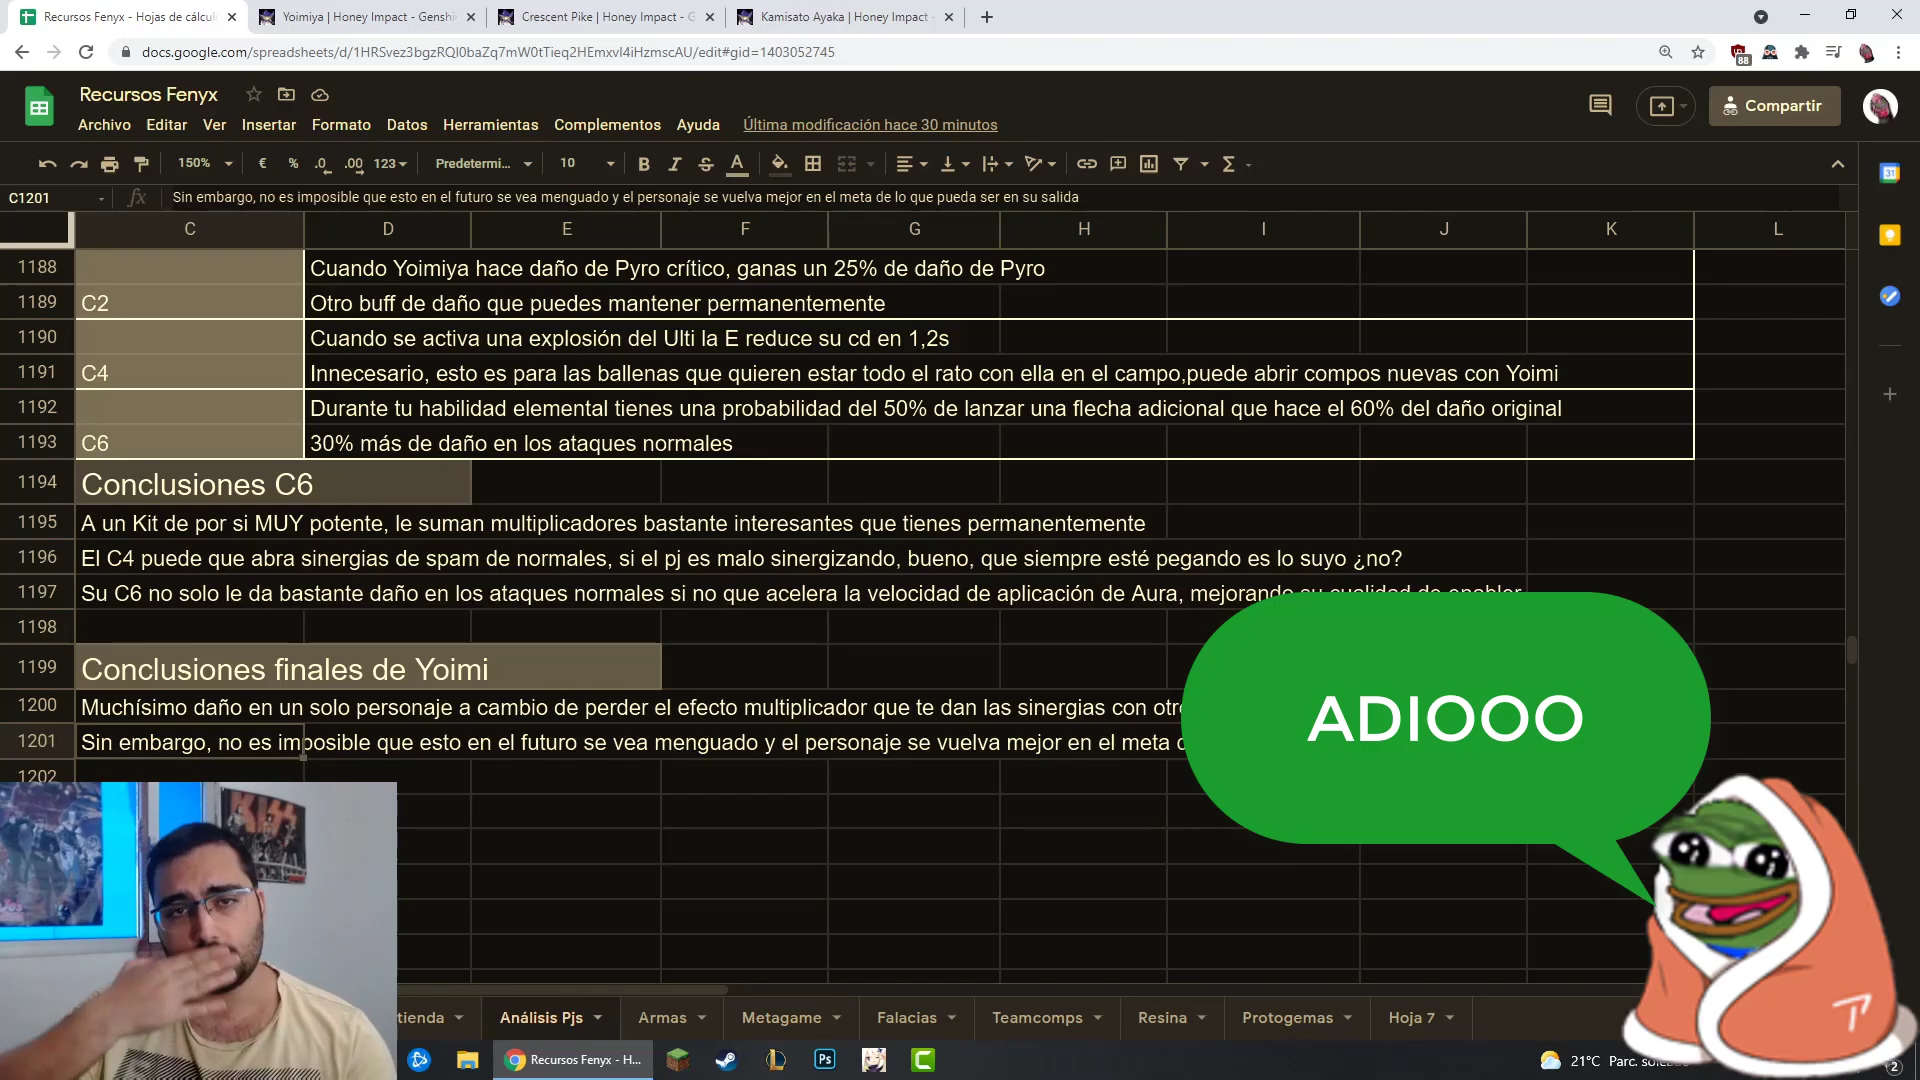 Recursos Fenyx - Hojas de cálcul
Yoimiya | Honey Impact - Genshi
Crescent Pike | Honey Impact - G
Kamisato Ayaka | Honey Impact -
docs.google.com/spreadsheets/d/1HRSvez3bgzRQl0baZq7mW0tTieq2HEmxvl4iHzmscAU/edit#gid=1403052745
88
Recursos Fenyx
Compartir
Archivo Editar Ver Insertar Formato Datos Herramientas Complementos Ayuda Última modificación hace 30 minutos
150% € % .0 .00 123 Predetermi... 10 B I S A Σ
31
C1201 fx Sin embargo, no es imposible que esto en el futuro se vea menguado y el personaje se vuelva mejor en el meta de lo que pueda ser en su salida
C D E F G H I J K L
1188 Cuando Yoimiya hace daño de Pyro crítico, ganas un 25% de daño de Pyro
1189 C2 Otro buff de daño que puedes mantener permanentemente
1190 Cuando se activa una explosión del Ulti la E reduce su cd en 1,2s
1191 C4 Innecesario, esto es para las ballenas que quieren estar todo el rato con ella en el campo,puede abrir compos nuevas con Yoimi
1192 Durante tu habilidad elemental tienes una probabilidad del 50% de lanzar una flecha adicional que hace el 60% del daño original
1193 C6 30% más de daño en los ataques normales
1194 Conclusiones C6
1195 A un Kit de por si MUY potente, le suman multiplicadores bastante interesantes que tienes permanentemente
1196 El C4 puede que abra sinergias de spam de normales, si el pj es malo sinergizando, bueno, que siempre esté pegando es lo suyo ¿no?
1197 Su C6 no solo le da bastante daño en los ataques normales si no que acelera la velocidad de aplicación de Aura, mejorando su cualidad de enabler
1198
1199 Conclusiones finales de Yoimi
1200 Muchísimo daño en un solo personaje a cambio de perder el efecto multiplicador que te dan las sinergias con otr
1201 Sin embargo, no es imposible que esto en el futuro se vea menguado y el personaje se vuelva mejor en el meta
1202
ADIOOO
KISS
tienda Análisis Pjs Armas Metagame Falacias Teamcomps Resina Protogemas Hoja 7
Recursos Fenyx - H...
Ps
21°C Parc.
2